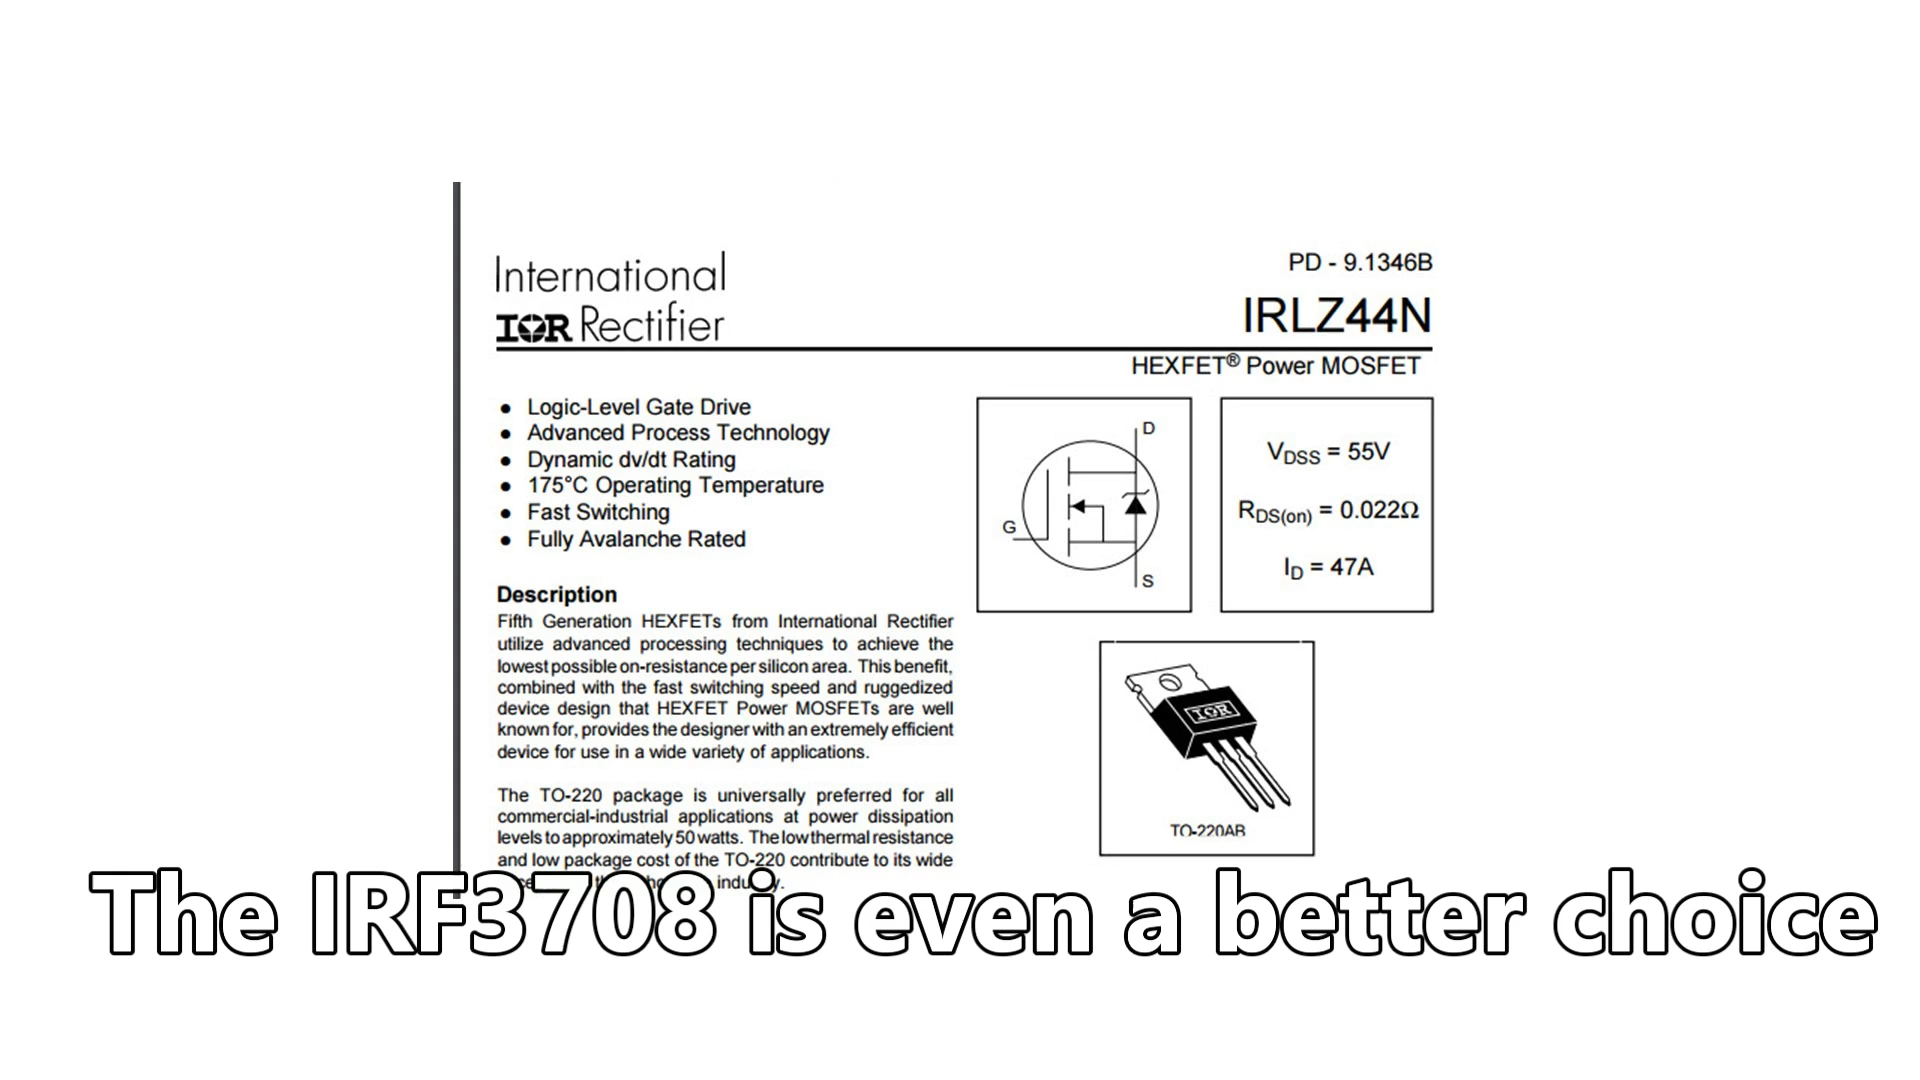 International
IOR Rectifier
PD - 9.1346B
IRLZ44N
HEXFET® Power MOSFET
● Logic-Level Gate Drive
● Advanced Process Technology
● Dynamic dv/dt Rating
● 175°C Operating Temperature
● Fast Switching
● Fully Avalanche Rated
D
G
S
VDSS = 55V
RDS(on) = 0.022Ω
ID = 47A
Description
Fifth Generation HEXFETs from International Rectifier
utilize advanced processing techniques to achieve the
lowest possible on-resistance per silicon area. This benefit,
combined with the fast switching speed and ruggedized
device design that HEXFET Power MOSFETs are well
known for, provides the designer with an extremely efficient
device for use in a wide variety of applications.
The TO-220 package is universally preferred for all
commercial-industrial applications at power dissipation
levels to approximately 50 watts. The low thermal resistance
and low package cost of the TO-220 contribute to its wide
IOR
TO-220AB
The IRF3708 is even a better choice